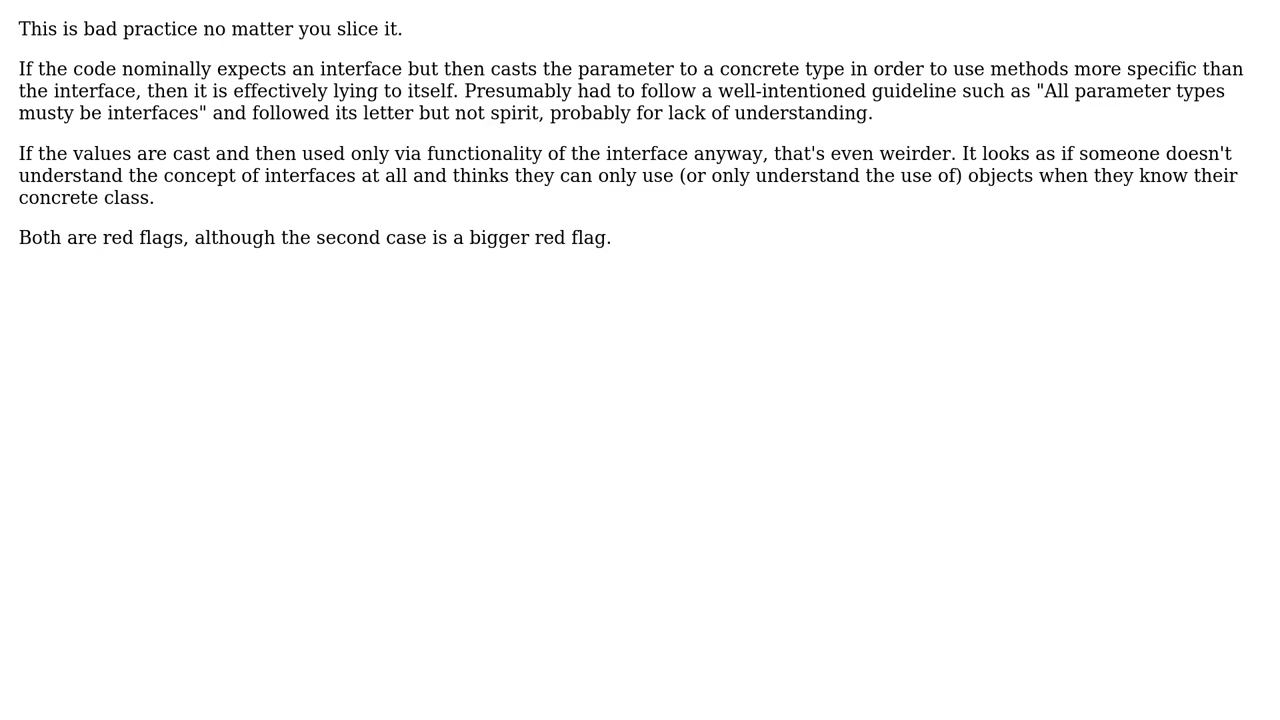 This is bad practice no matter you slice it.
If the code nominally expects an interface but then casts the parameter to a concrete type in order to use methods more specific than
the interface, then it is effectively lying to itself. Presumably had to follow a well-intentioned guideline such as "All parameter types
musty be interfaces" and followed its letter but not spirit, probably for lack of understanding.
If the values are cast and then used only via functionality of the interface anyway, that's even weirder. It looks as if someone doesn't
understand the concept of interfaces at all and thinks they can only use (or only understand the use of) objects when they know their
concrete class.
Both are red flags, although the second case is a bigger red flag.